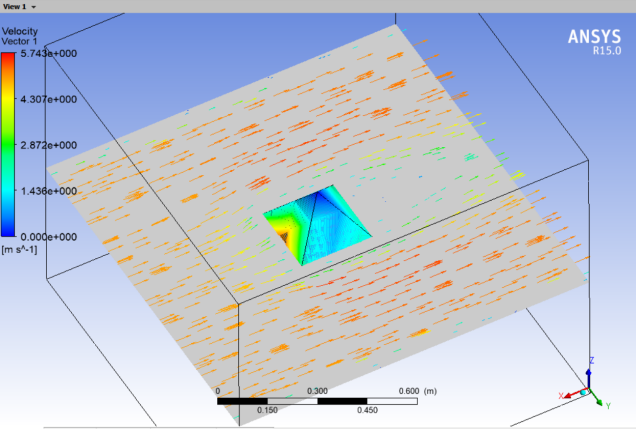 View 1
Velocity
Vector 1
5.743e+000
4.307e+000
2.872e+000
1.436e+000
0.000e+000
[m s^-1]
ANSYS
R15.0
0 0.300 0.600 (m)
0.150 0.450
Z
X
Y